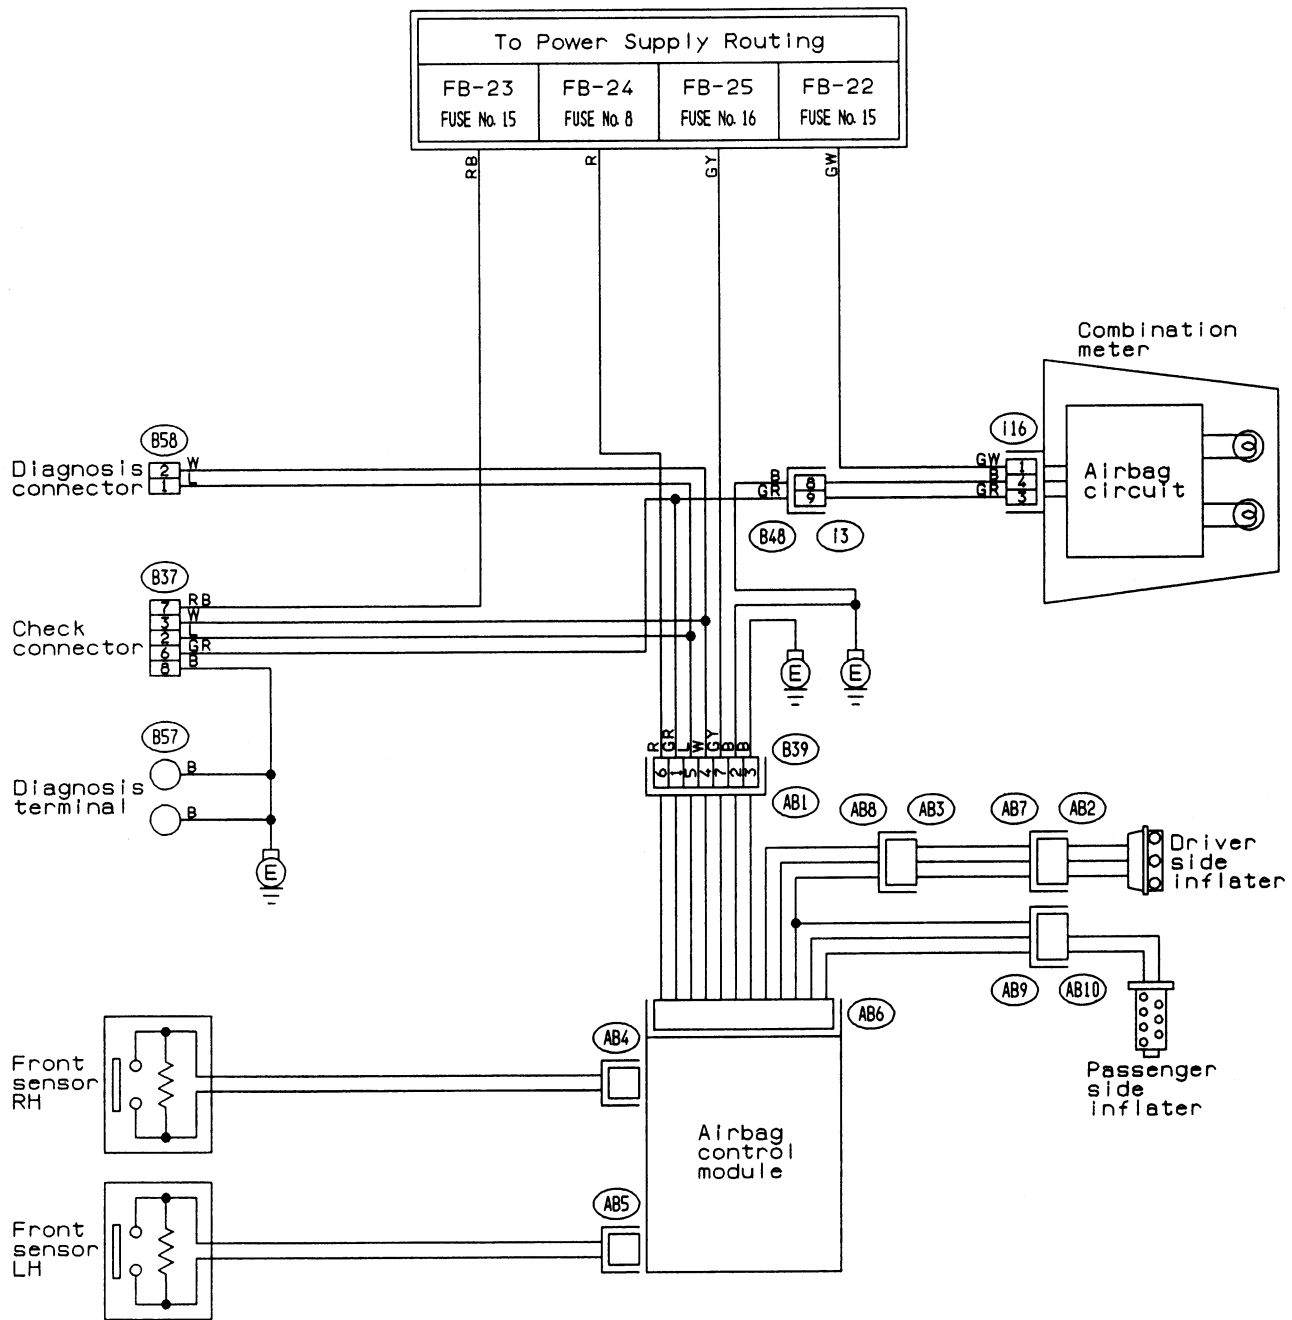 To Power Supply Routing
FB-23
FUSE No. 15
FB-24
FUSE No. 8
FB-25
FUSE No. 16
FB-22
FUSE No. 15
RB
R
GY
GW
Combination
meter
i16
GW
B
GR
1
4
3
Airbag
circuit
B58
Diagnosis
connector
2
1
W
L
B
GR
8
9
B48
i3
B37
Check
connector
7
3
2
6
8
RB
W
L
GR
B
E
E
B57
Diagnosis
terminal
B
B
E
R
GR
L
W
GY
B
B
6
1
5
4
7
2
3
B39
AB1
AB8
AB3
AB7
AB2
Driver
side
inflater
AB9
AB10
Passenger
side
inflater
AB6
AB4
Front
sensor
RH
Airbag
control
module
AB5
Front
sensor
LH